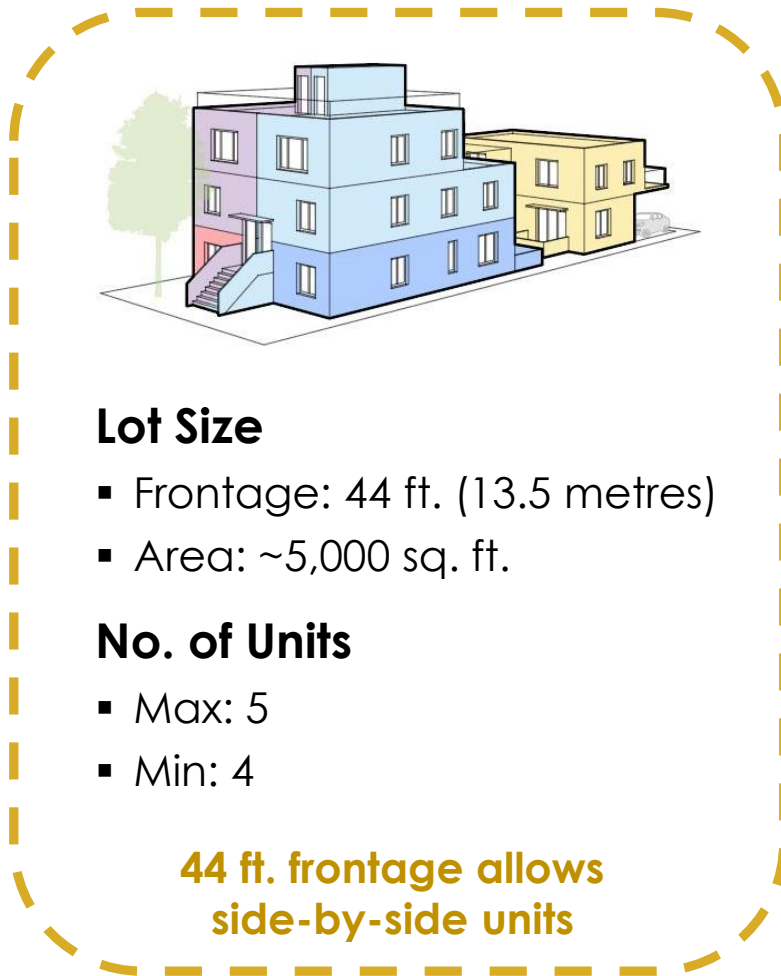 Lot Size
▪ Frontage: 44 ft. (13.5 metres)
▪ Area: ~5,000 sq. ft.
No. of Units
▪ Max: 5
▪ Min: 4
44 ft. frontage allows
side-by-side units